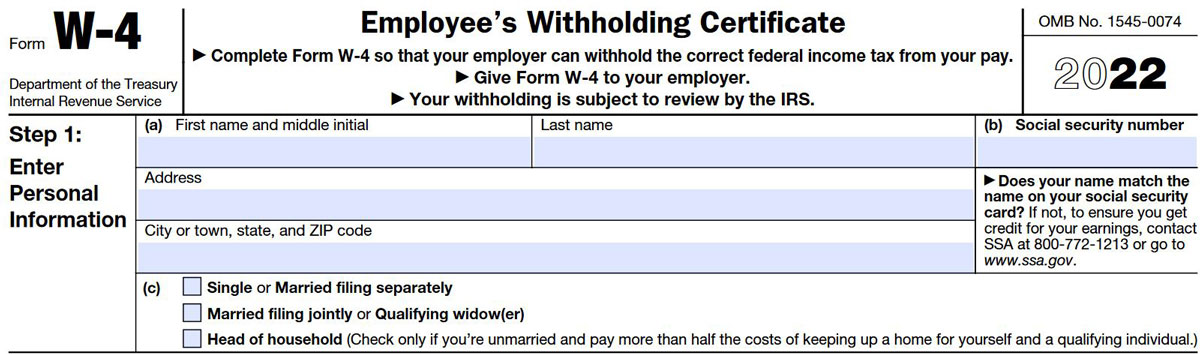 Form W-4
Department of the Treasury
Internal Revenue Service
Employee's Withholding Certificate
▶ Complete Form W-4 so that your employer can withhold the correct federal income tax from your pay.
▶ Give Form W-4 to your employer.
▶ Your withholding is subject to review by the IRS.
OMB No. 1545-0074
2022
Step 1:
Enter
Personal
Information
(a) First name and middle initial
Last name
(b) Social security number
Address
City or town, state, and ZIP code
▶ Does your name match the
name on your social security
card? If not, to ensure you get
credit for your earnings, contact
SSA at 800-772-1213 or go to
www.ssa.gov.
(c) Single or Married filing separately
Married filing jointly or Qualifying widow(er)
Head of household (Check only if you're unmarried and pay more than half the costs of keeping up a home for yourself and a qualifying individual.)